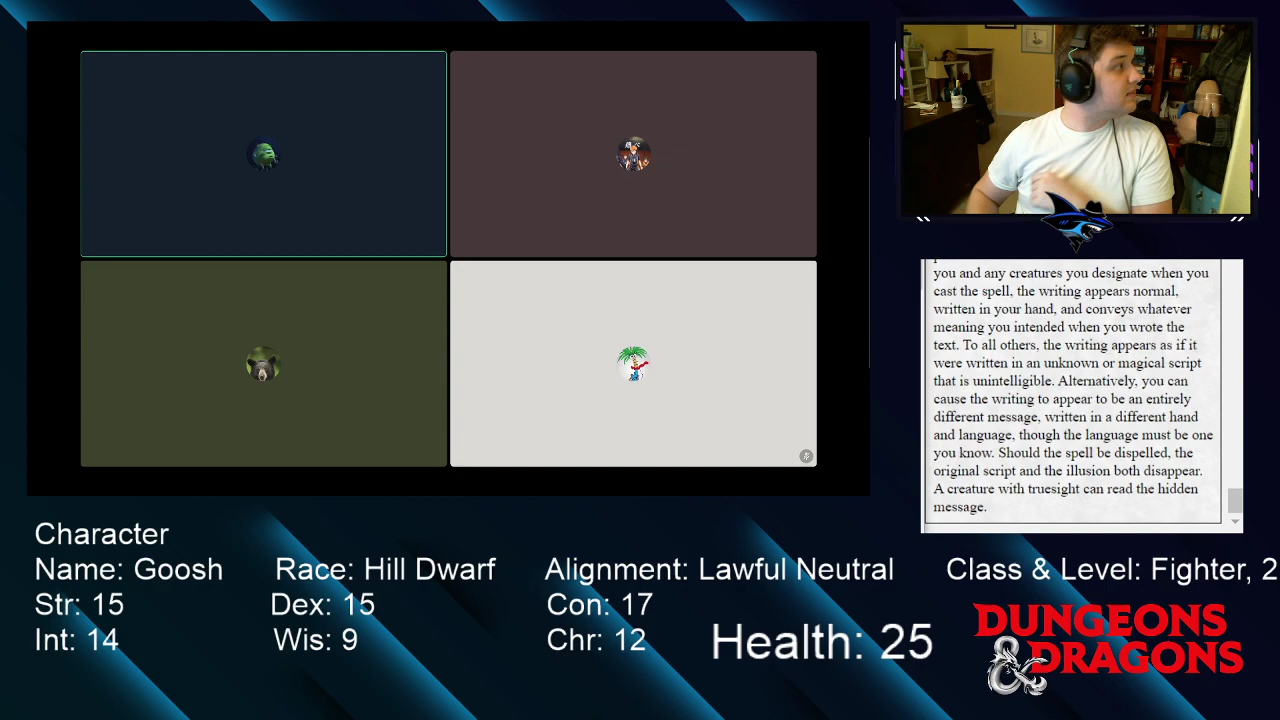 you and any creatures you designate when you
cast the spell, the writing appears normal,
written in your hand, and conveys whatever
meaning you intended when you wrote the
text. To all others, the writing appears as if it
were written in an unknown or magical script
that is unintelligible. Alternatively, you can
cause the writing to appear to be an entirely
different message, written in a different hand
and language, though the language must be one
you know. Should the spell be dispelled, the
original script and the illusion both disappear.
A creature with truesight can read the hidden
message.
Character
Name: Goosh Race: Hill Dwarf Alignment: Lawful Neutral Class & Level: Fighter, 2
Str: 15 Dex: 15 Con: 17
Int: 14 Wis: 9 Chr: 12 Health: 25
DUNGEONS
& DRAGONS